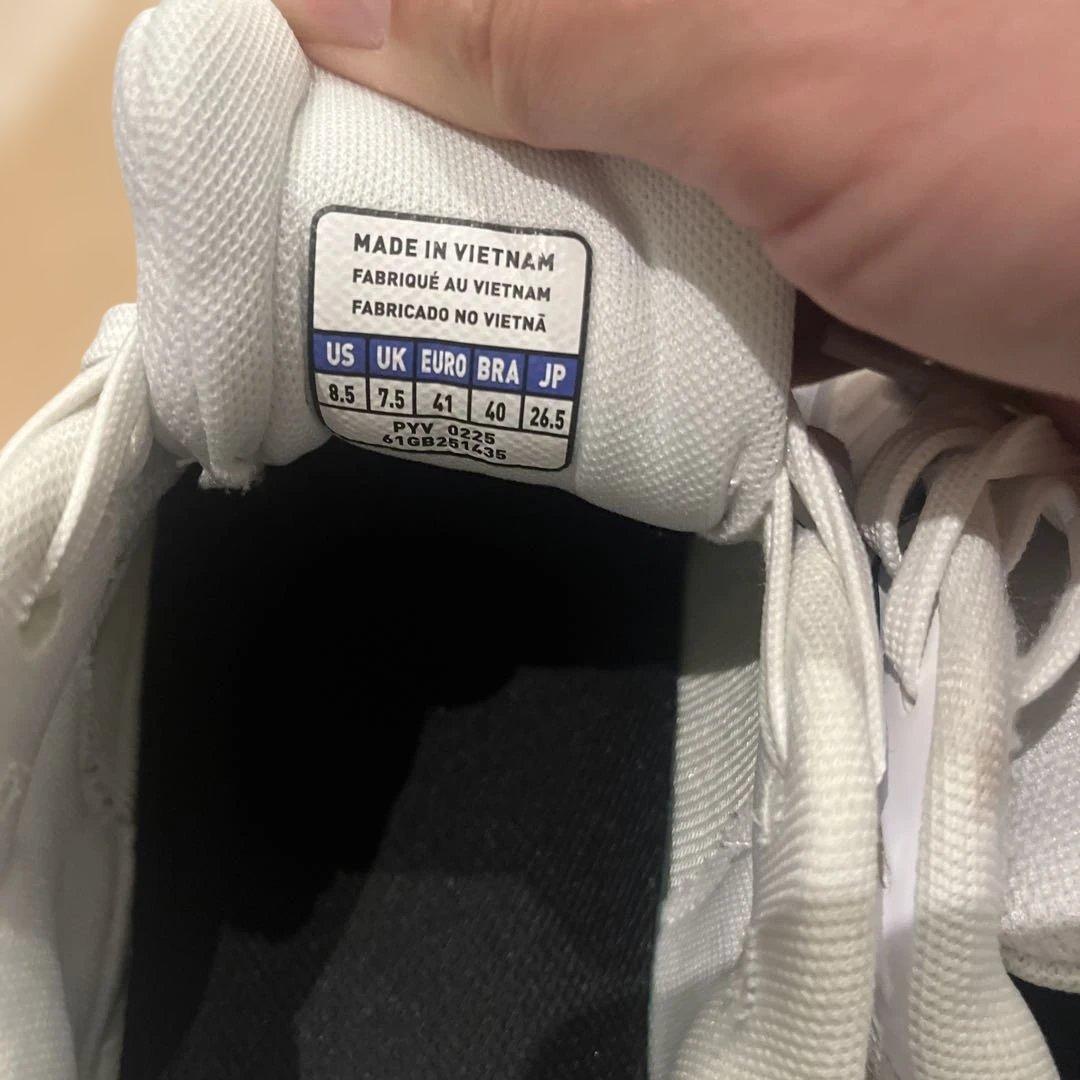 MADE IN VIETNAM
FABRIQUÉ AU VIETNAM
FABRICADO NO VIETNÃ
US UK EURO BRA JP
8.5 7.5 41 40 26.5
PYV 0225
61GB251435